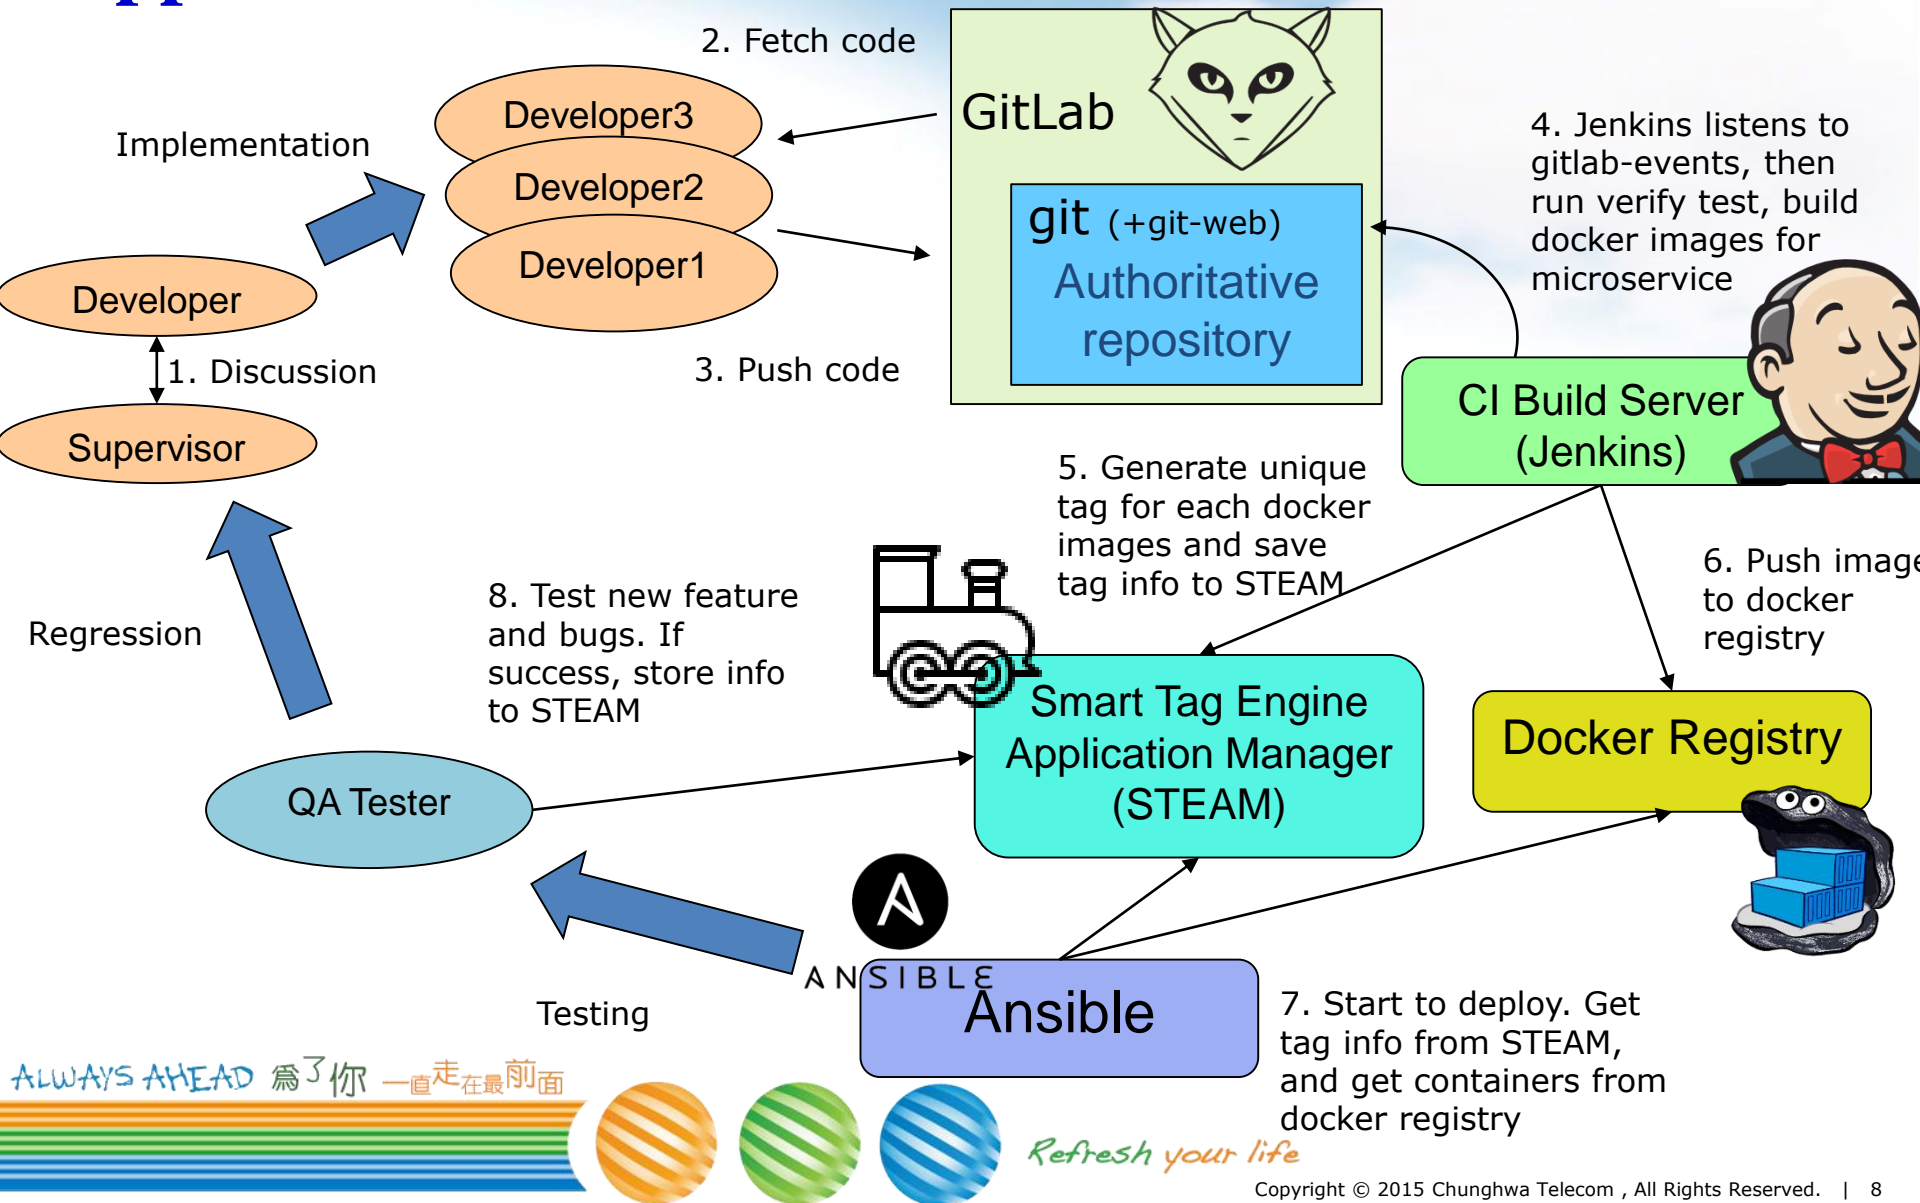 2. Fetch code
Developer3
Developer2
Developer1
Implementation
GitLab
git (+git-web)
Authoritative
repository
4. Jenkins listens to
gitlab-events, then
run verify test, build
docker images for
microservice
Developer
1. Discussion
Supervisor
3. Push code
CI Build Server
(Jenkins)
5. Generate unique
tag for each docker
images and save
tag info to STEAM
6. Push image
to docker
registry
Regression
8. Test new feature
and bugs. If
success, store info
to STEAM
Smart Tag Engine
Application Manager
(STEAM)
Docker Registry
QA Tester
ANSIBLE
Ansible
Testing
7. Start to deploy. Get
tag info from STEAM,
and get containers from
docker registry
ALWAYS AHEAD 為了你 一直走在最前面
Refresh your life
Copyright © 2015 Chunghwa Telecom , All Rights Reserved. | 8